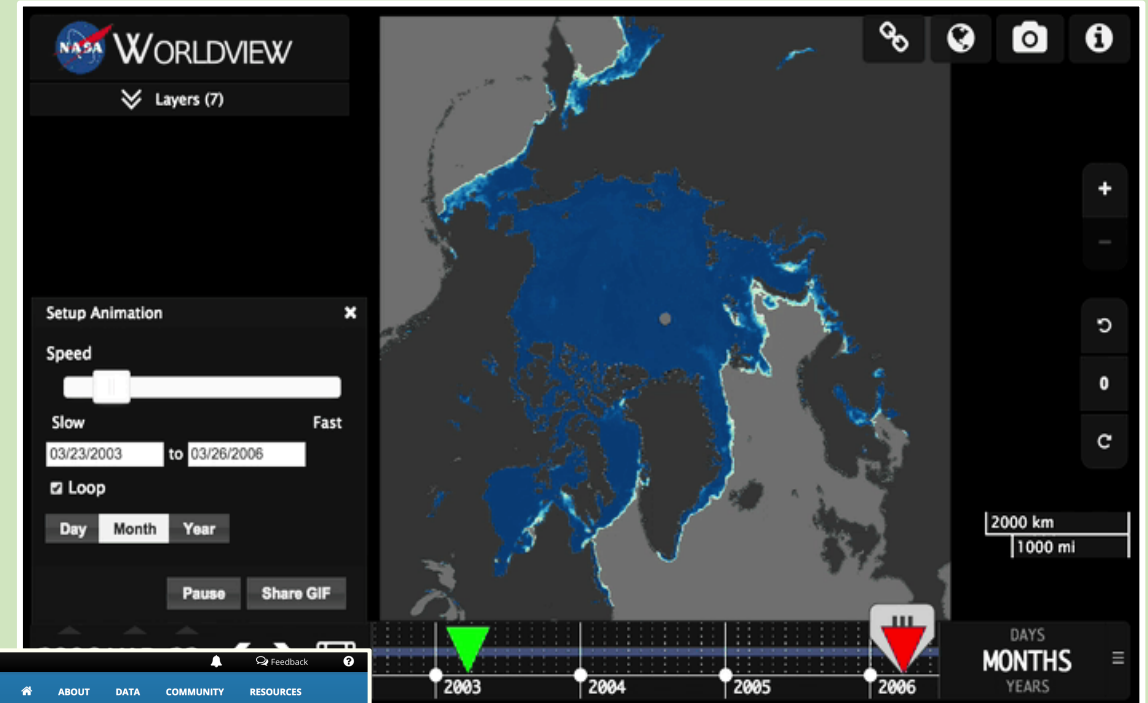 NASA WORLDVIEW
Layers (7)
Setup Animation
Speed
Slow Fast
03/23/2003 to 03/26/2006
Loop
Day Month Year
Pause Share GIF
+
−
0
2000 km
1000 mi
2003 2004 2005 2006
DAYS
MONTHS
YEARS
Feedback
ABOUT DATA COMMUNITY RESOURCES